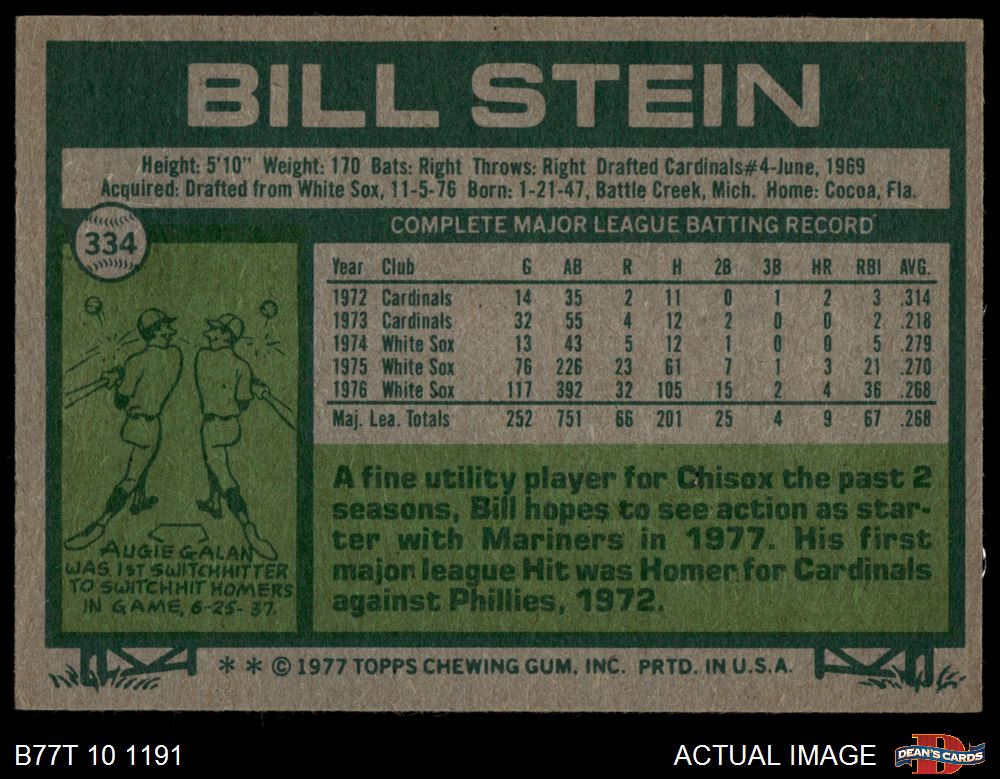 BILL STEIN
Height: 5'10" Weight: 170 Bats: Right Throws: Right Drafted Cardinals#4-June, 1969
Acquired: Drafted from White Sox, 11-5-76 Born: 1-21-47, Battle Creek, Mich. Home: Cocoa, Fla.
334
COMPLETE MAJOR LEAGUE BATTING RECORD
Year Club G AB R H 2B 3B HR RBI AVG.
1972 Cardinals 14 35 2 11 0 1 2 3 .314
1973 Cardinals 32 55 4 12 2 0 0 2 .218
1974 White Sox 13 43 5 12 1 0 0 5 .279
1975 White Sox 76 226 23 61 7 1 3 21 .270
1976 White Sox 117 392 32 105 15 2 4 36 .268
Maj. Lea. Totals 252 751 66 201 25 4 9 67 .268
A fine utility player for Chisox the past 2
seasons, Bill hopes to see action as star-
ter with Mariners in 1977. His first
major league Hit was Homer for Cardinals
against Phillies, 1972.
AUGIE GALAN
WAS 1ST SWITCHHITTER
TO SWITCHHIT HOMERS
IN GAME, 6-25-37.
* * © 1977 TOPPS CHEWING GUM, INC. PRTD. IN U.S.A.
B77T 10 1191
ACTUAL IMAGE
DEAN'S CARDS